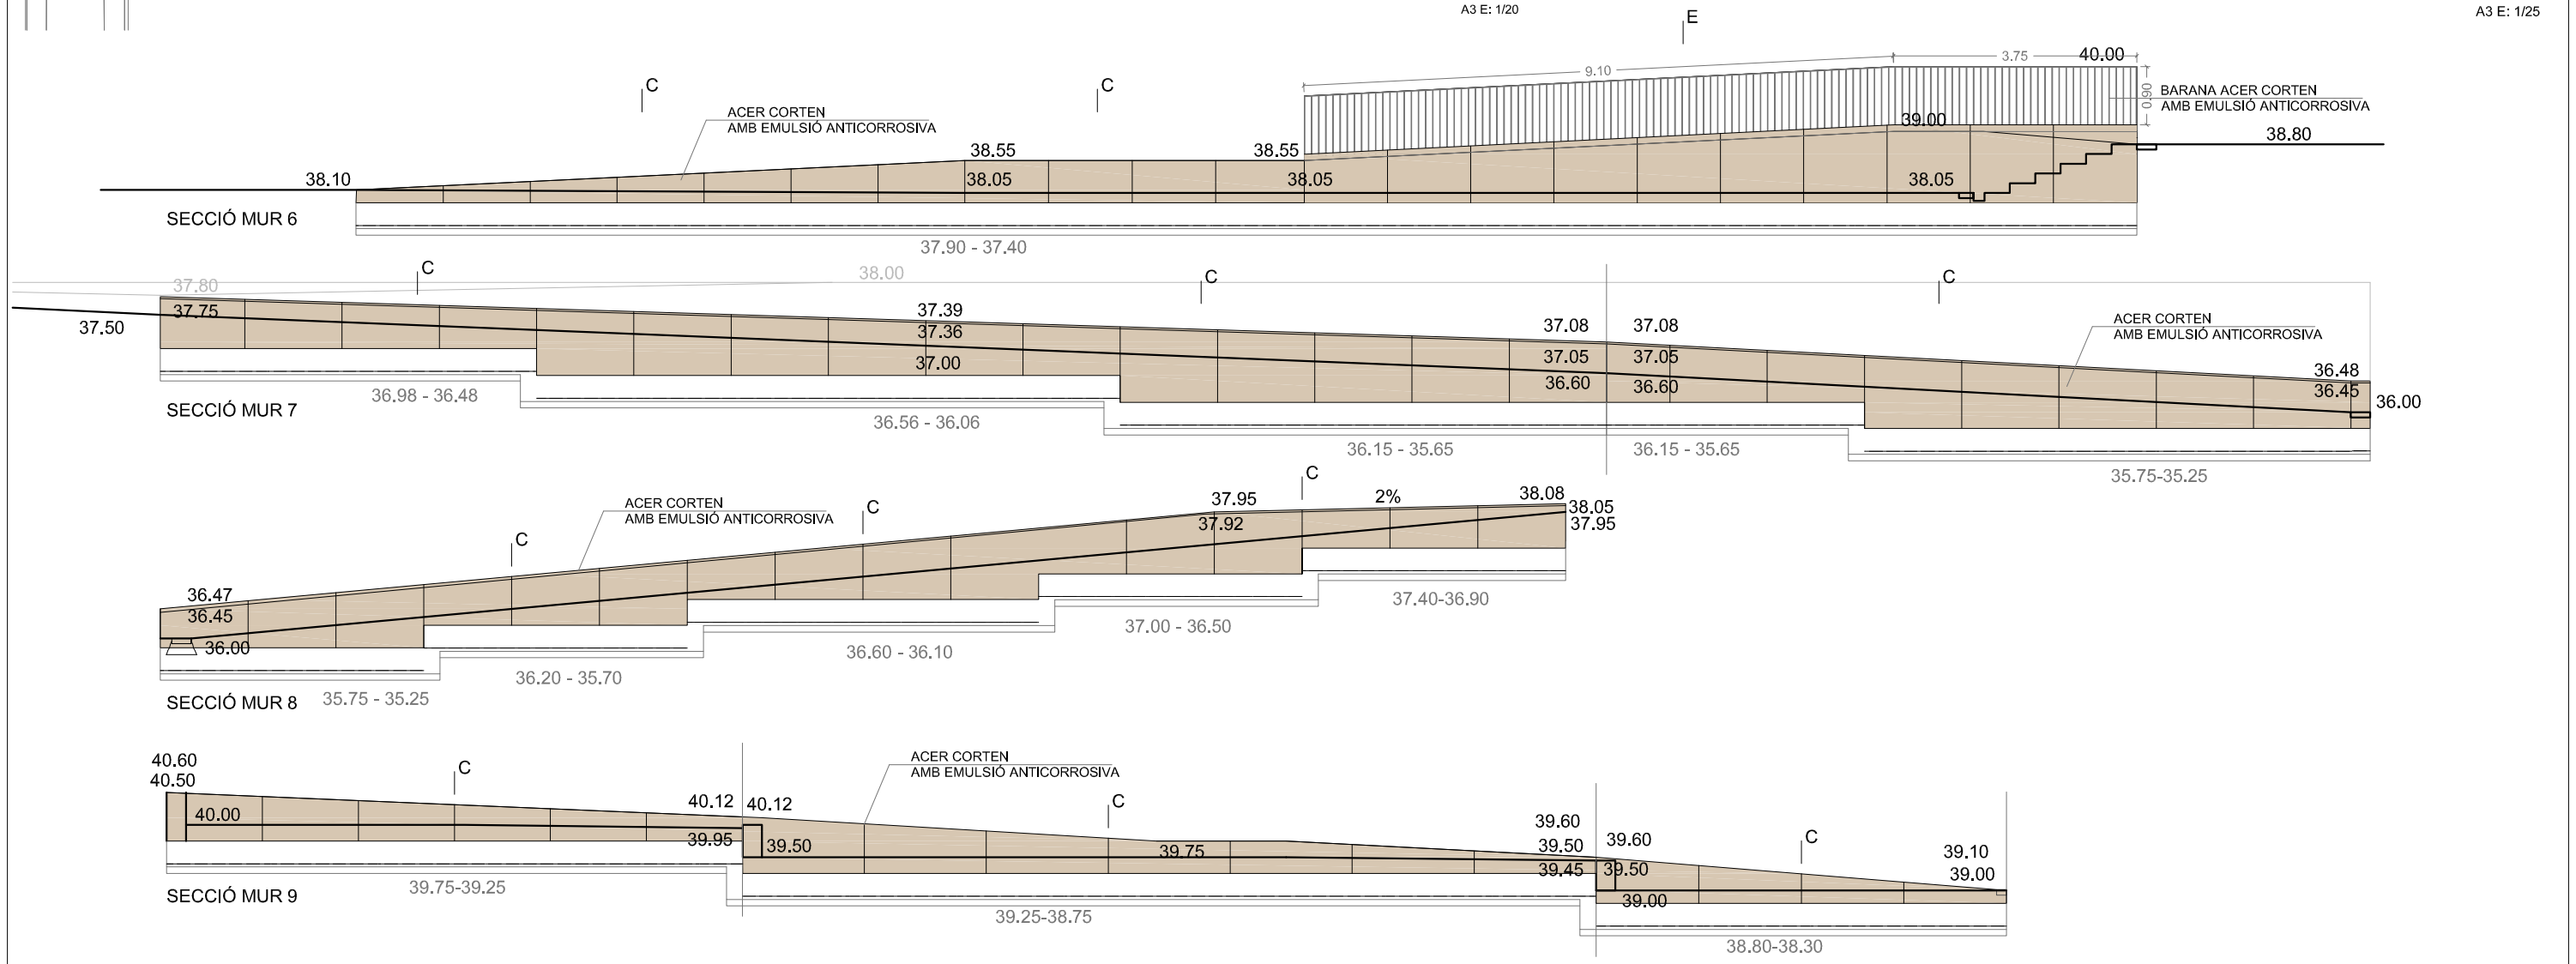 A3 E: 1/20
A3 E: 1/25
E
C
C
9.10
3.75
40.00
0.90
BARANA ACER CORTEN
AMB EMULSIÓ ANTICORROSIVA
ACER CORTEN
AMB EMULSIÓ ANTICORROSIVA
39.00
38.80
38.55
38.55
38.10
38.05
38.05
38.05
SECCIÓ MUR 6
37.90 - 37.40
C
C
C
37.80
38.00
37.75
37.50
37.39
37.36
37.00
37.08
37.08
37.05
37.05
36.60
36.60
ACER CORTEN
AMB EMULSIÓ ANTICORROSIVA
36.48
36.45
36.00
36.98 - 36.48
SECCIÓ MUR 7
36.56 - 36.06
36.15 - 35.65
36.15 - 35.65
35.75-35.25
C
C
C
ACER CORTEN
AMB EMULSIÓ ANTICORROSIVA
37.95
2%
38.08
38.05
37.92
37.95
36.47
36.45
36.00
37.40-36.90
37.00 - 36.50
36.60 - 36.10
36.20 - 35.70
35.75 - 35.25
SECCIÓ MUR 8
40.60
40.50
C
ACER CORTEN
AMB EMULSIÓ ANTICORROSIVA
40.12
40.12
C
40.00
39.95
39.50
39.75
39.60
39.60
39.50
39.45
39.50
C
39.10
39.00
39.00
39.75-39.25
SECCIÓ MUR 9
39.25-38.75
38.80-38.30